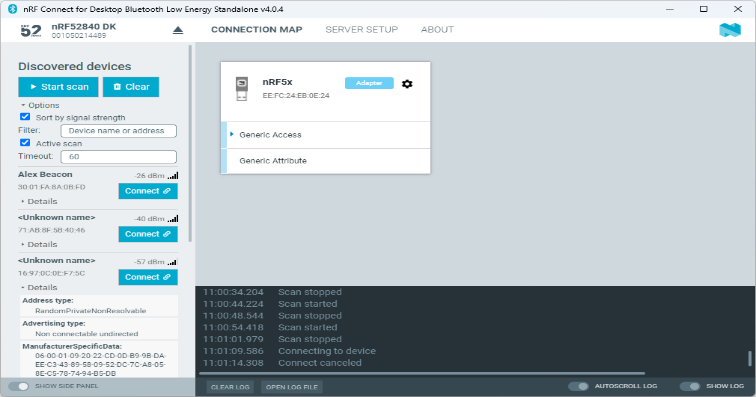 nRF Connect for Desktop Bluetooth Low Energy Standalone v4.0.4
52
nRF52840 DK
001050214489
CONNECTION MAP
SERVER SETUP
ABOUT
Discovered devices
Start scan
Clear
Options
Sort by signal strength
Filter:
Device name or address
Active scan
Timeout:
60
Alex Beacon
-26 dBm
30:01:FA:8A:0B:FD
Connect
Details
<Unknown name>
-40 dBm
71:AB:8F:5B:40:46
Connect
Details
<Unknown name>
-57 dBm
16:97:0C:0E:F7:5C
Connect
Details
Address type:
RandomPrivateNonResolvable
Advertising type:
Non connectable undirected
ManufacturerSpecificData:
06-00-01-09-20-22-CD-0D-B9-9B-DA-
EE-C3-43-89-58-09-52-DC-7C-A8-05-
8E-C5-78-74-94-B5-DB
SHOW SIDE PANEL
nRF5x
Adapter
EE:FC:24:EB:0E:24
Generic Access
Generic Attribute
11:00:34.204 Scan stopped
11:00:44.224 Scan started
11:00:48.544 Scan stopped
11:00:54.418 Scan started
11:01:01.979 Scan stopped
11:01:09.586 Connecting to device
11:01:14.308 Connect canceled
CLEAR LOG
OPEN LOG FILE
AUTOSCROLL LOG
SHOW LOG